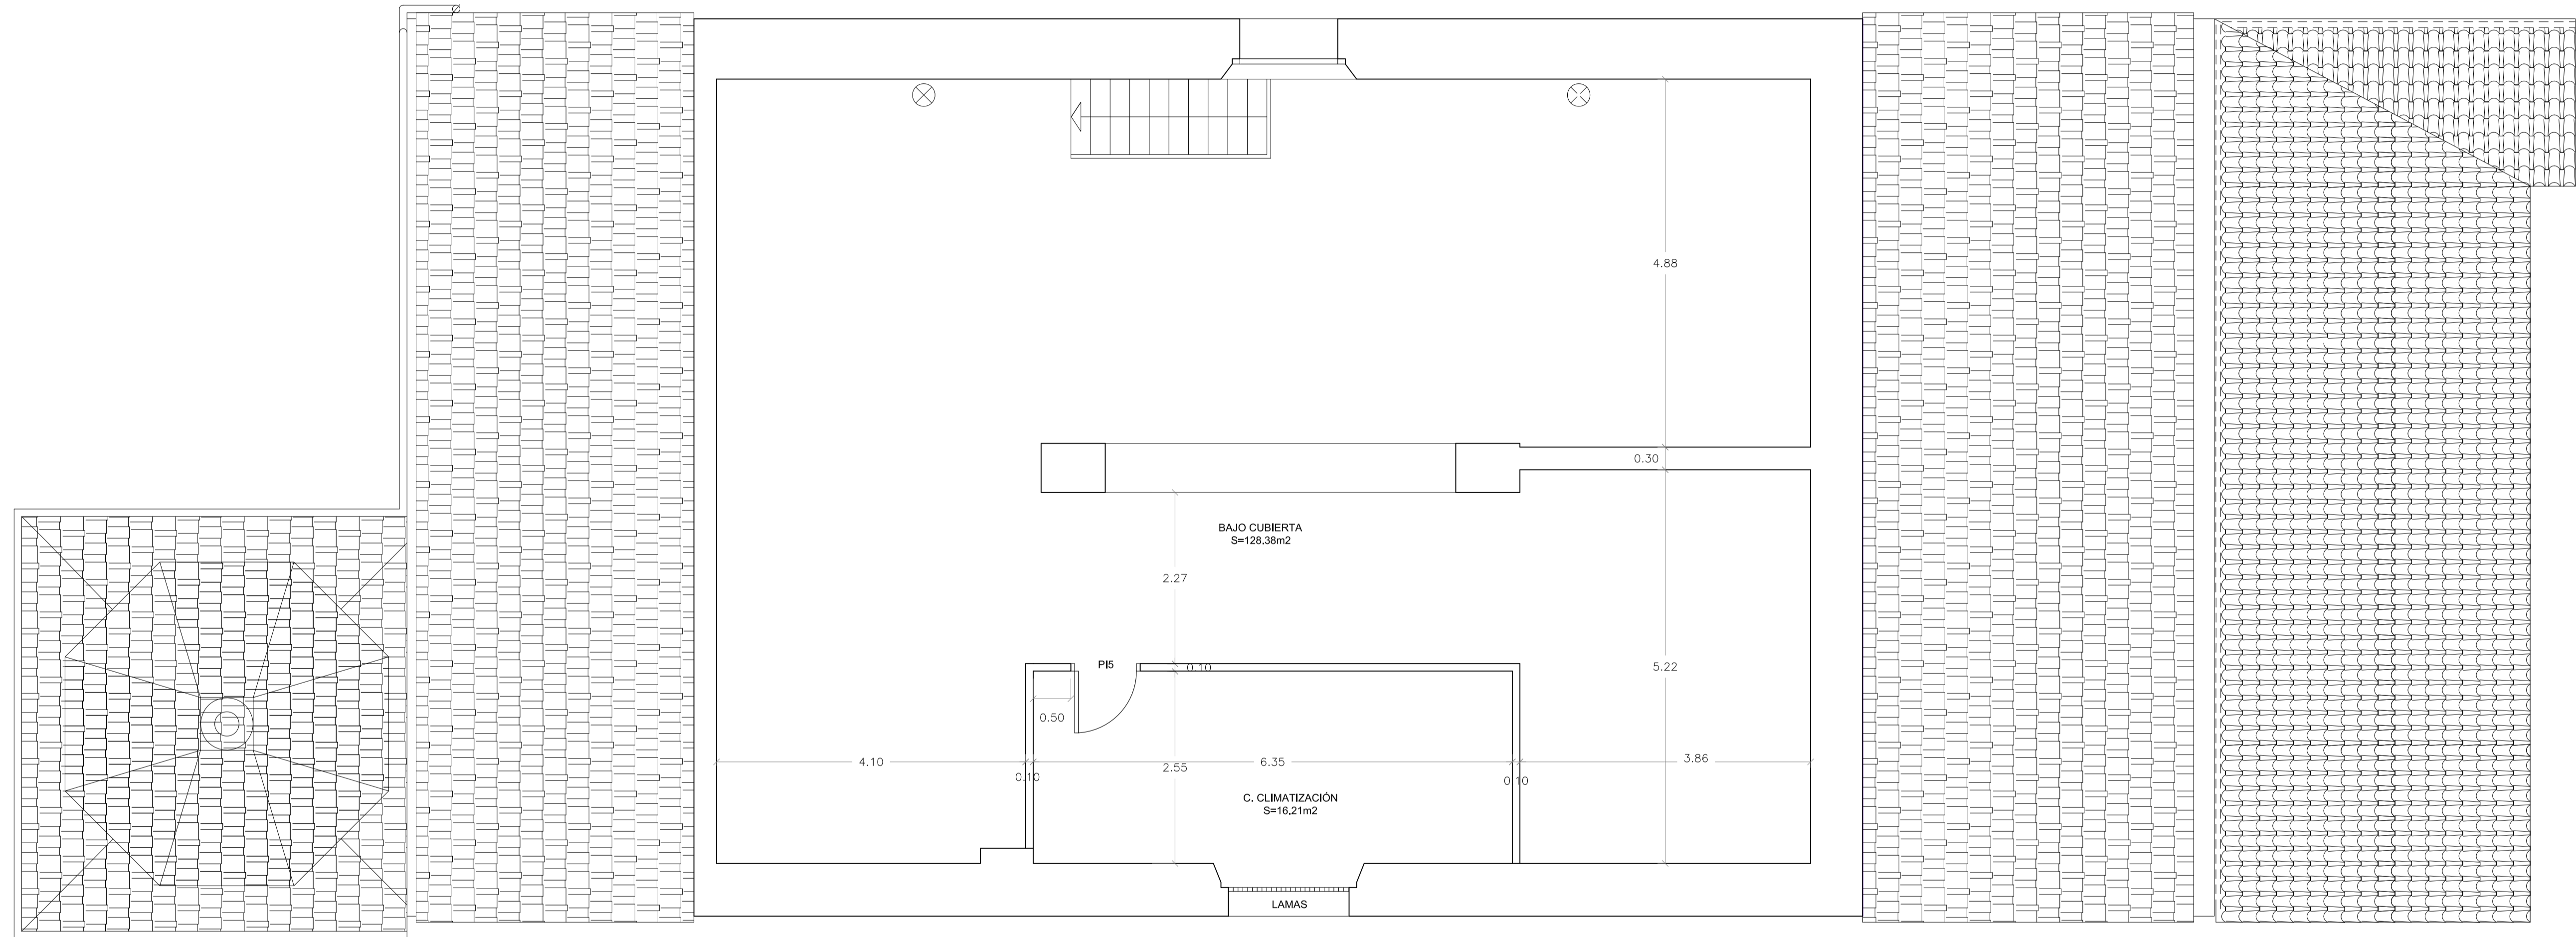 4.88
0.30
BAJO CUBIERTA
S=128,38m2
2.27
PI5
0.10
5.22
0.50
4.10
0.10
2.55
6.35
0.10
3.86
C. CLIMATIZACIÓN
S=16,21m2
LAMAS